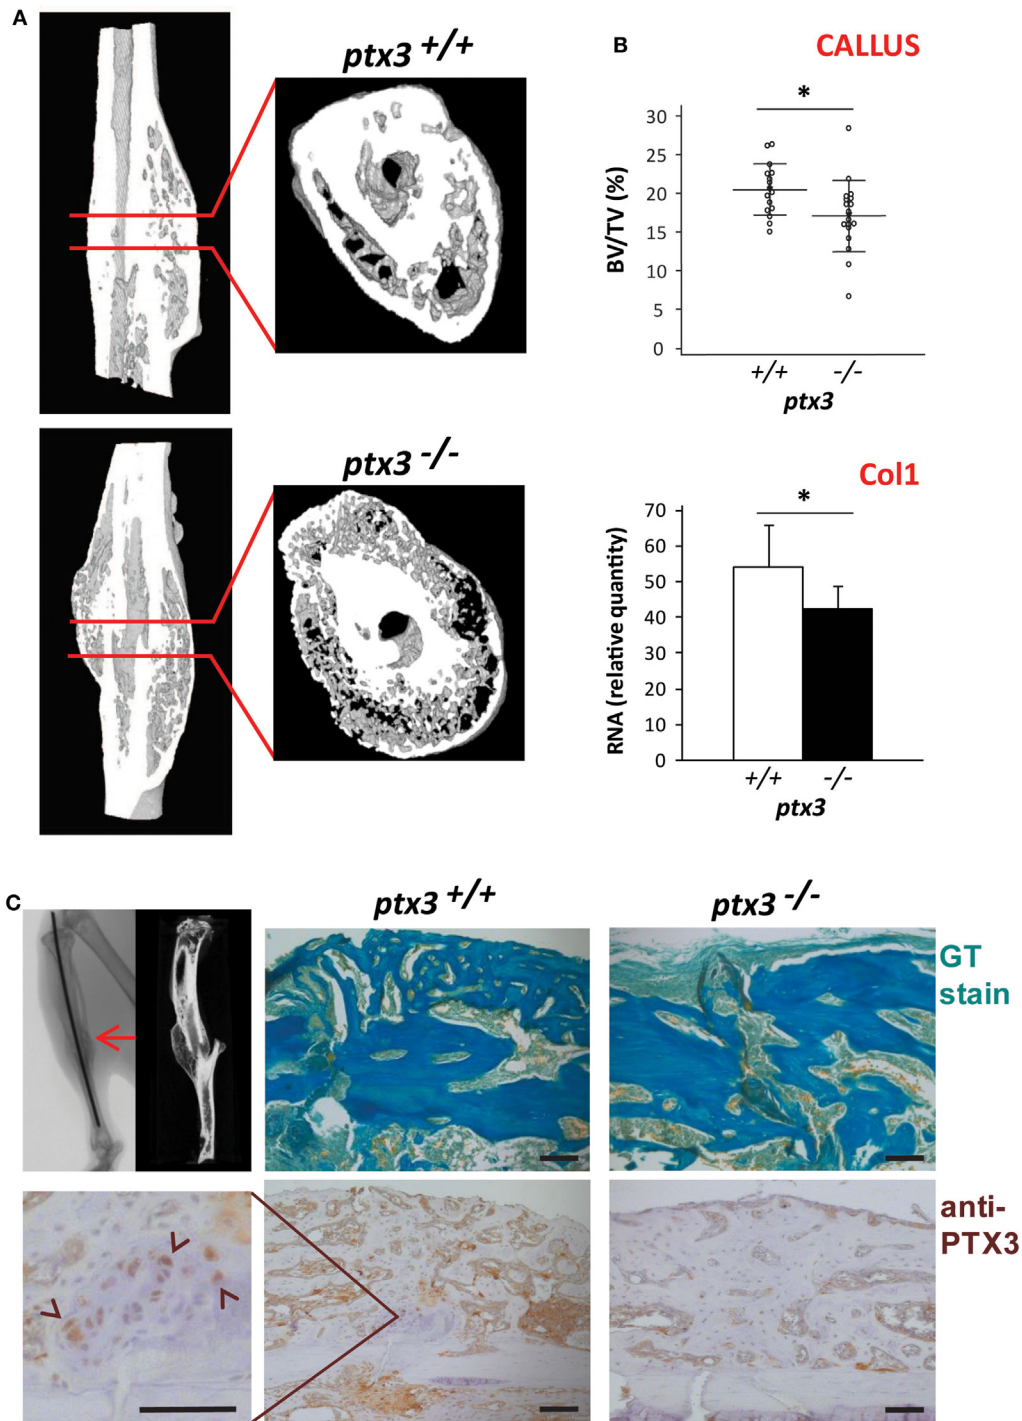 A
ptx3 +/+
ptx3 -/-
B
CALLUS
*
30
25
20
15
10
5
0
BV/TV (%)
+/+ -/-
ptx3
Col1
*
70
60
50
40
30
20
10
0
RNA (relative quantity)
+/+ -/-
ptx3
C
ptx3 +/+
ptx3 -/-
GT
stain
anti-
PTX3